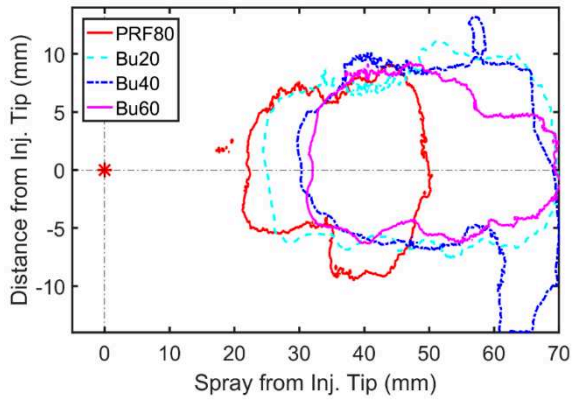 PRF80
Bu20
Bu40
Bu60
Distance from Inj. Tip (mm)
10
5
0
-5
-10
0 10 20 30 40 50 60 70
Spray from Inj. Tip (mm)